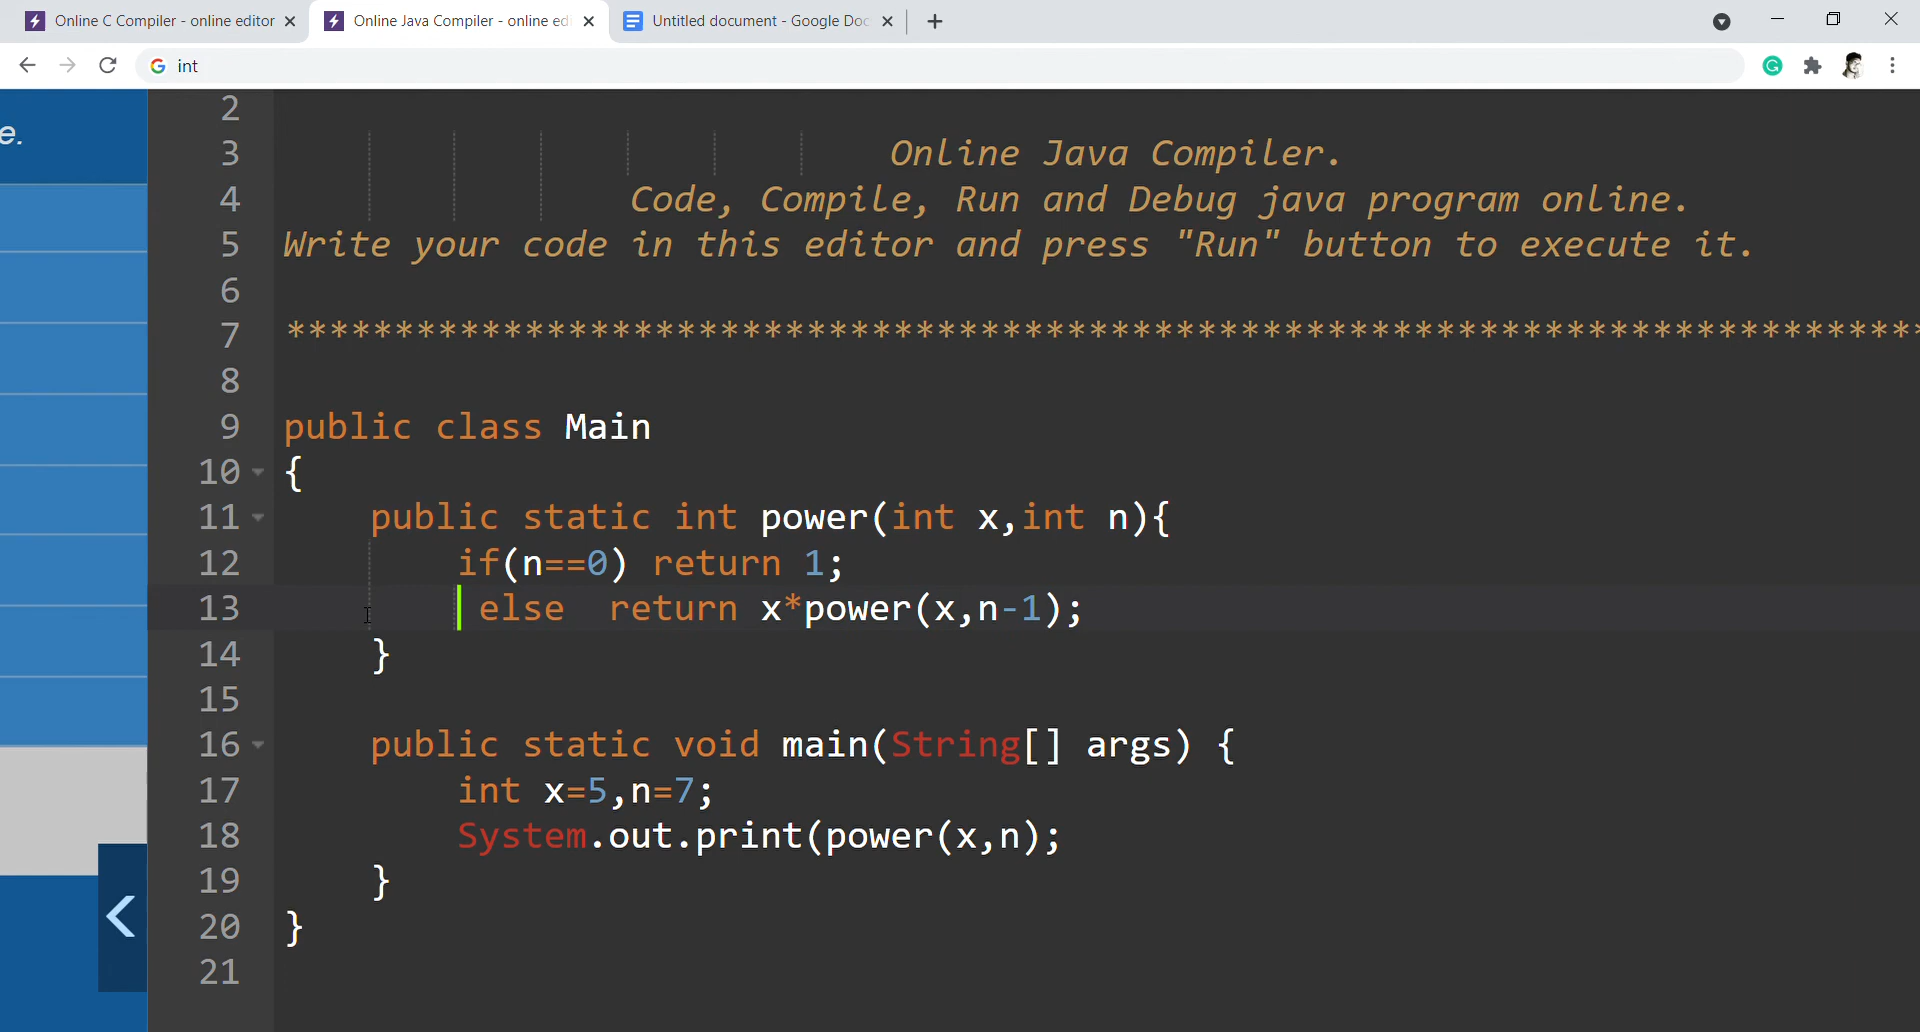 Online C Compiler - online editor
Online Java Compiler - online edi
Untitled document - Google Doc
int
e.
2
3 Online Java Compiler.
4 Code, Compile, Run and Debug java program online.
5 Write your code in this editor and press "Run" button to execute it.
6
7 *******************************************************************************
8
9 public class Main
10 {
11 public static int power(int x,int n){
12 if(n==0) return 1;
13 else  return x*power(x,n-1);
14 }
15
16 public static void main(String[] args) {
17 int x=5,n=7;
18 System.out.print(power(x,n);
19 }
20 }
21